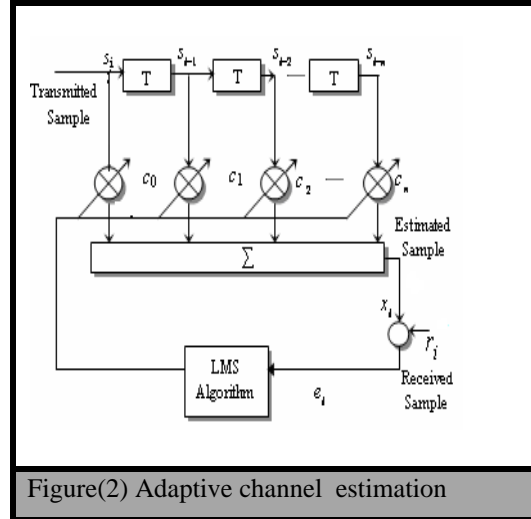 s_i s_{i-1} s_{i-2} s_{i-n}
T T — T
Transmitted
Sample
c_0 c_1 c_2 — c_n
Estimated
Sample
Σ
x_i
r_i
LMS
Algorithm
e_i
Received
Sample
Figure(2) Adaptive channel estimation